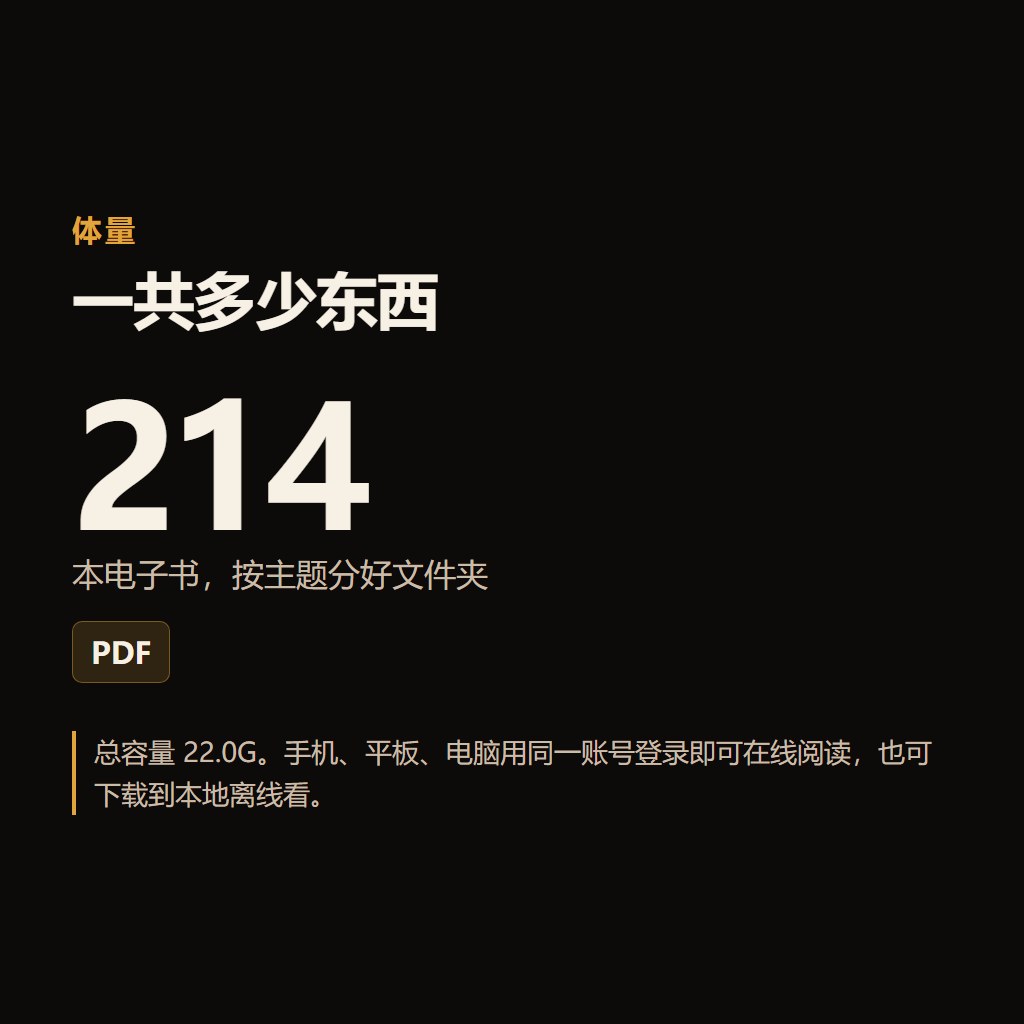 体量
一共多少东西
214
本电子书，按主题分好文件夹
PDF
总容量 22.0G。手机、平板、电脑用同一账号登录即可在线阅读，也可
下载到本地离线看。